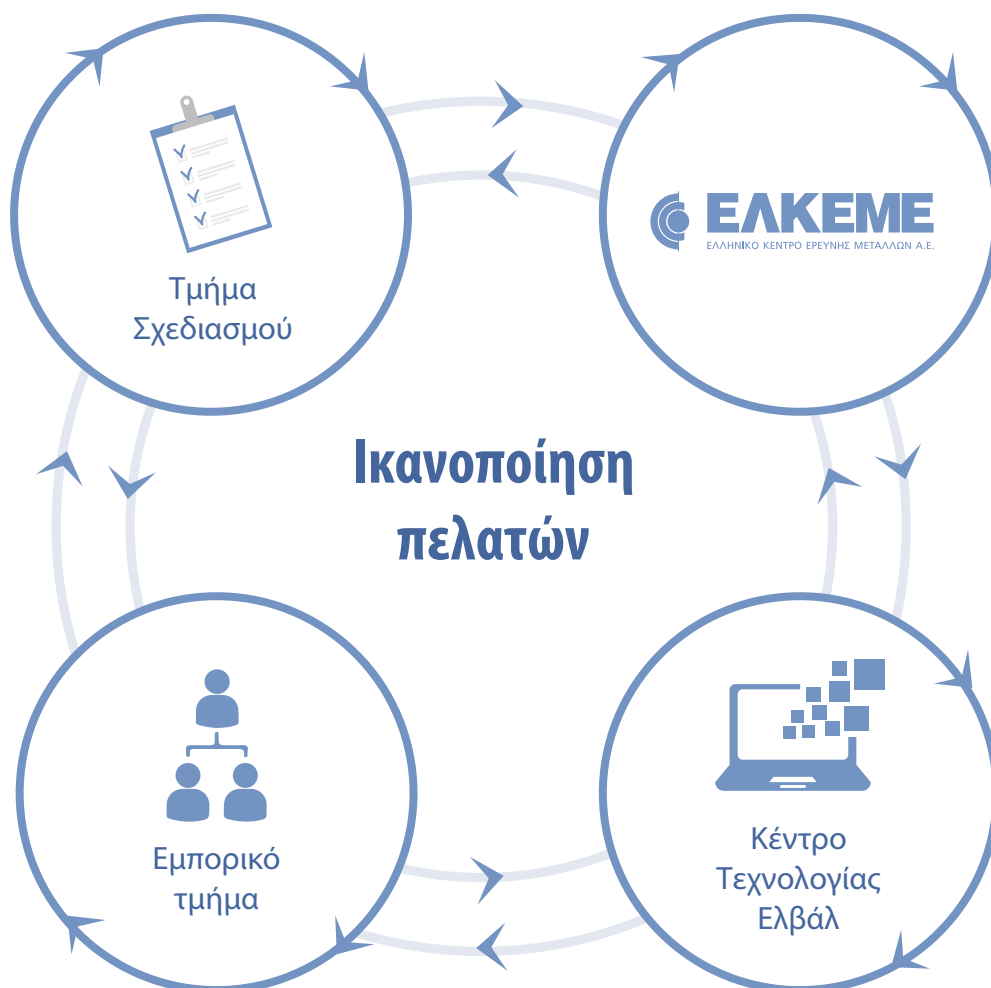 Τμήμα
Σχεδιασμού
ΕΛΚΕΜΕ
ΕΛΛΗΝΙΚΟ ΚΕΝΤΡΟ ΕΡΕΥΝΗΣ ΜΕΤΑΛΛΩΝ Α.Ε.
Ικανοποίηση
πελατών
Εμπορικό
τμήμα
Κέντρο
Τεχνολογίας
Ελβάλ